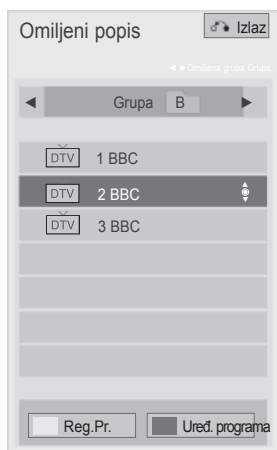 Omiljeni popis Izlaz
◄ ► Omiljena grupa Grupa
◄ Grupa B ►
DTV 1 BBC
DTV 2 BBC
DTV 3 BBC
Reg.Pr. Uređ. programa